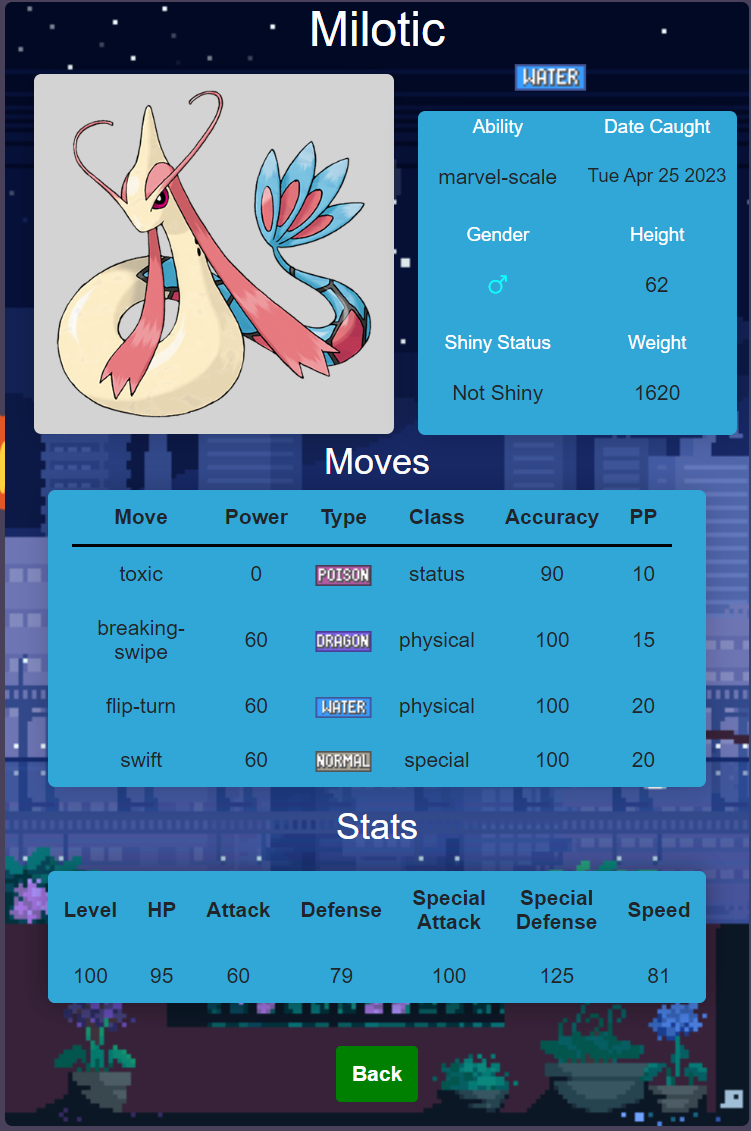 Milotic
WATER
Ability Date Caught
marvel-scale Tue Apr 25 2023
Gender Height
♂ 62
Shiny Status Weight
Not Shiny 1620
Moves
Move Power Type Class Accuracy PP
toxic 0 POISON status 90 10
breaking-
swipe 60 DRAGON physical 100 15
flip-turn 60 WATER physical 100 20
swift 60 NORMAL special 100 20
Stats
Level HP Attack Defense Special Attack Special Defense Speed
100 95 60 79 100 125 81
Back